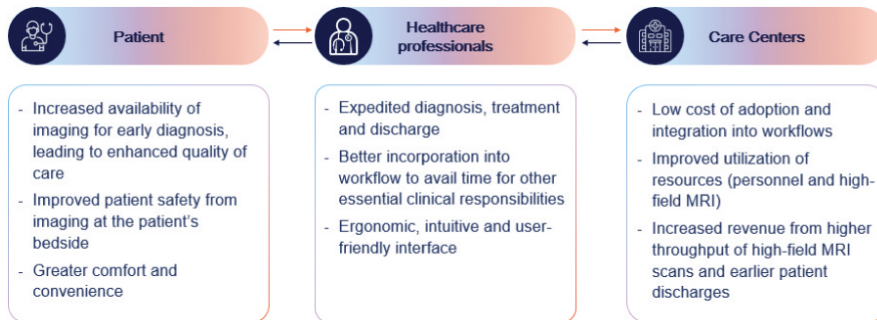 Patient
Healthcare
professionals
Care Centers
- Increased availability of
imaging for early diagnosis,
leading to enhanced quality of
care
- Improved patient safety from
imaging at the patient's
bedside
- Greater comfort and
convenience
- Expedited diagnosis, treatment
and discharge
- Better incorporation into
workflow to avail time for other
essential clinical responsibilities
- Ergonomic, intuitive and user-
friendly interface
- Low cost of adoption and
integration into workflows
- Improved utilization of
resources (personnel and high-
field MRI)
- Increased revenue from higher
throughput of high-field MRI
scans and earlier patient
discharges